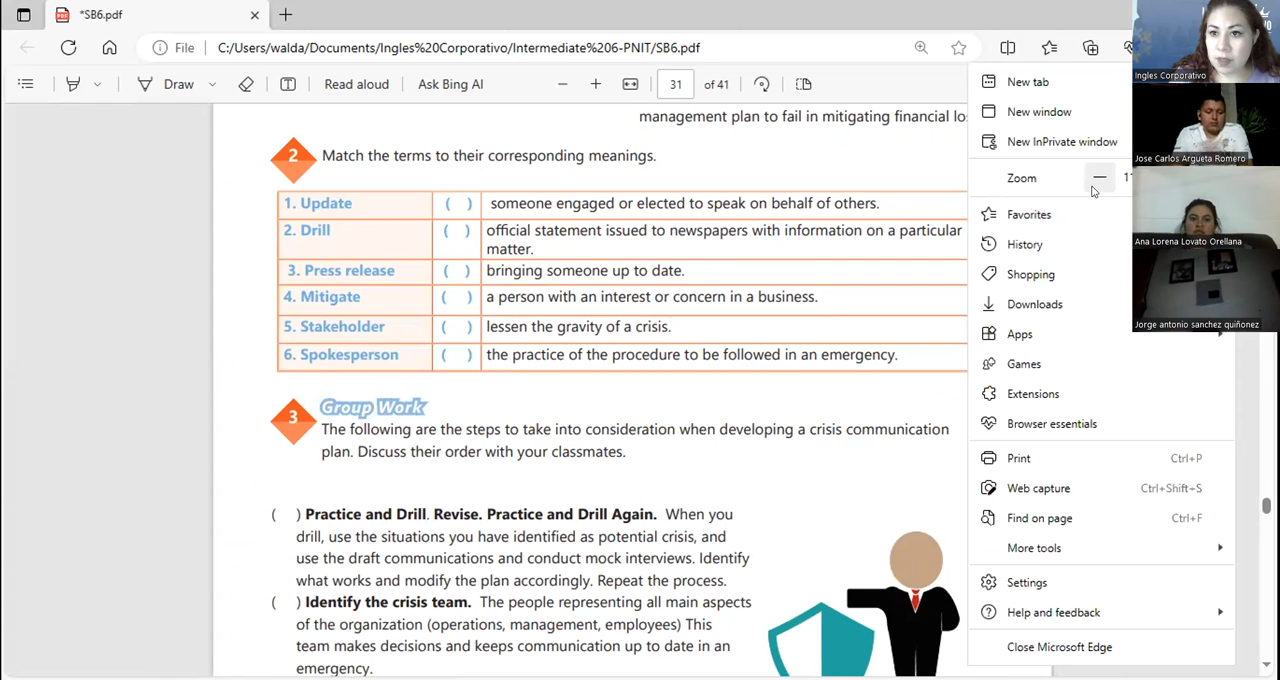 *SB6.pdf
File C:/Users/walda/Documents/Ingles%20Corporativo/Intermediate%206-PNIT/SB6.pdf
Draw Read aloud Ask Bing AI 31 of 41
management plan to fail in mitigating financial lo
2 Match the terms to their corresponding meanings.
1. Update ( ) someone engaged or elected to speak on behalf of others.
2. Drill ( ) official statement issued to newspapers with information on a particular
matter.
3. Press release ( ) bringing someone up to date.
4. Mitigate ( ) a person with an interest or concern in a business.
5. Stakeholder ( ) lessen the gravity of a crisis.
6. Spokesperson ( ) the practice of the procedure to be followed in an emergency.
3 Group Work
The following are the steps to take into consideration when developing a crisis communication
plan. Discuss their order with your classmates.
( ) Practice and Drill. Revise. Practice and Drill Again. When you
drill, use the situations you have identified as potential crisis, and
use the draft communications and conduct mock interviews. Identify
what works and modify the plan accordingly. Repeat the process.
( ) Identify the crisis team. The people representing all main aspects
of the organization (operations, management, employees) This
team makes decisions and keeps communication up to date in an
emergency.
New tab
New window
New InPrivate window
Zoom
Favorites
History
Shopping
Downloads
Apps
Games
Extensions
Browser essentials
Print Ctrl+P
Web capture Ctrl+Shift+S
Find on page Ctrl+F
More tools
Settings
Help and feedback
Close Microsoft Edge
Ingles Corporativo
Jose Carlos Argueta Romero
Ana Lorena Lovato Orellana
Jorge antonio sanchez quiñonez